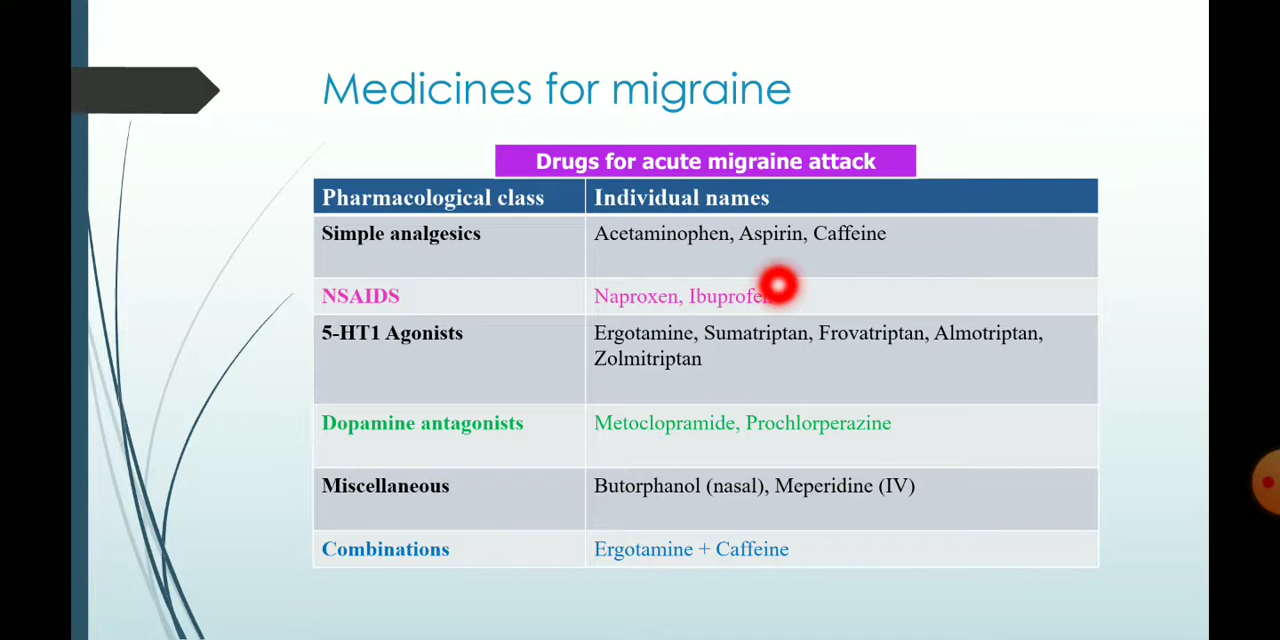 Medicines for migraine
Drugs for acute migraine attack
Pharmacological class Individual names
Simple analgesics Acetaminophen, Aspirin, Caffeine
NSAIDS Naproxen, Ibuprofen
5-HT1 Agonists Ergotamine, Sumatriptan, Frovatriptan, Almotriptan,
Zolmitriptan
Dopamine antagonists Metoclopramide, Prochlorperazine
Miscellaneous Butorphanol (nasal), Meperidine (IV)
Combinations Ergotamine + Caffeine